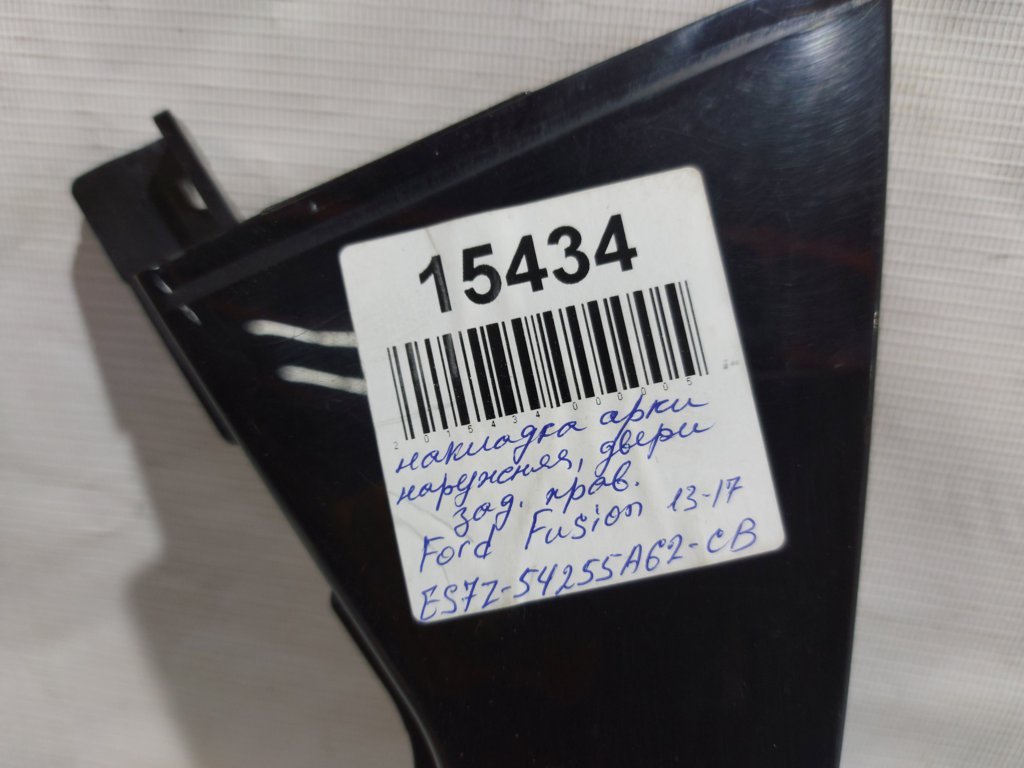 15434
2015434000005
накладка арки
наружняя, двери
зад. прав.
Ford Fusion 13-17
ES7Z-54255A62-CB